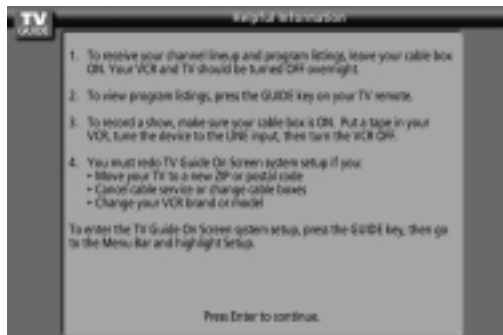 TV
GUIDE
Helpful Information
1. To receive your channel lineup and program listings, leave your cable box
ON. Your VCR and TV should be turned OFF overnight.
2. To view program listings, press the GUIDE key on your TV remote.
3. To record a show, make sure your cable box is ON. Put a tape in your
VCR, tune the device to the LINE input, then turn the VCR OFF.
4. You must redo TV Guide On Screen system setup if you:
• Move your TV to a new ZIP or postal code
• Cancel cable service or change cable boxes
• Change your VCR brand or model
To enter the TV Guide On Screen system setup, press the GUIDE key, then go
to the Menu Bar and highlight Setup.
Press Enter to continue.